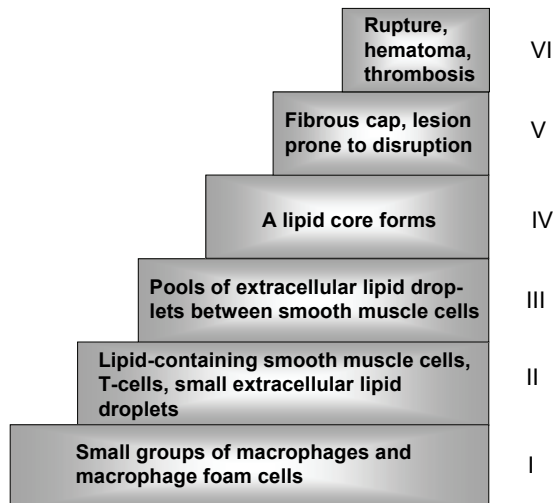 Rupture,
hematoma,
thrombosis
VI
Fibrous cap, lesion
prone to disruption
V
A lipid core forms
IV
Pools of extracellular lipid drop-
lets between smooth muscle cells
III
Lipid-containing smooth muscle cells,
T-cells, small extracellular lipid
droplets
II
Small groups of macrophages and
macrophage foam cells
I